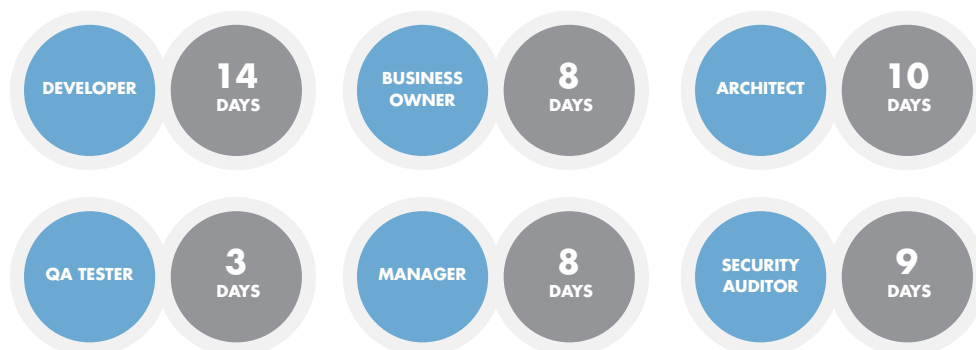 DEVELOPER
14
DAYS
BUSINESS
OWNER
8
DAYS
ARCHITECT
10
DAYS
QA TESTER
3
DAYS
MANAGER
8
DAYS
SECURITY
AUDITOR
9
DAYS